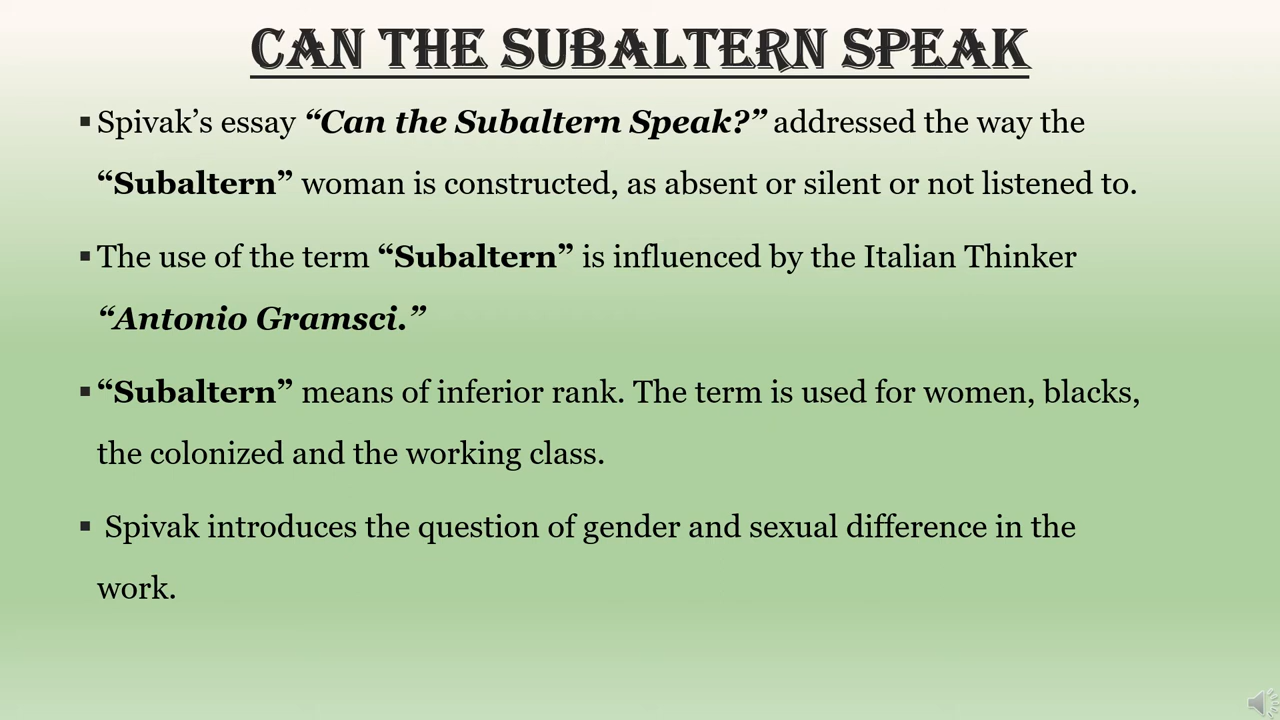 CAN THE SUBALTERN SPEAK
▪ Spivak’s essay “Can the Subaltern Speak?” addressed the way the
“Subaltern” woman is constructed, as absent or silent or not listened to.
▪ The use of the term “Subaltern” is influenced by the Italian Thinker
“Antonio Gramsci.”
▪ “Subaltern” means of inferior rank. The term is used for women, blacks,
the colonized and the working class.
▪ Spivak introduces the question of gender and sexual difference in the
work.